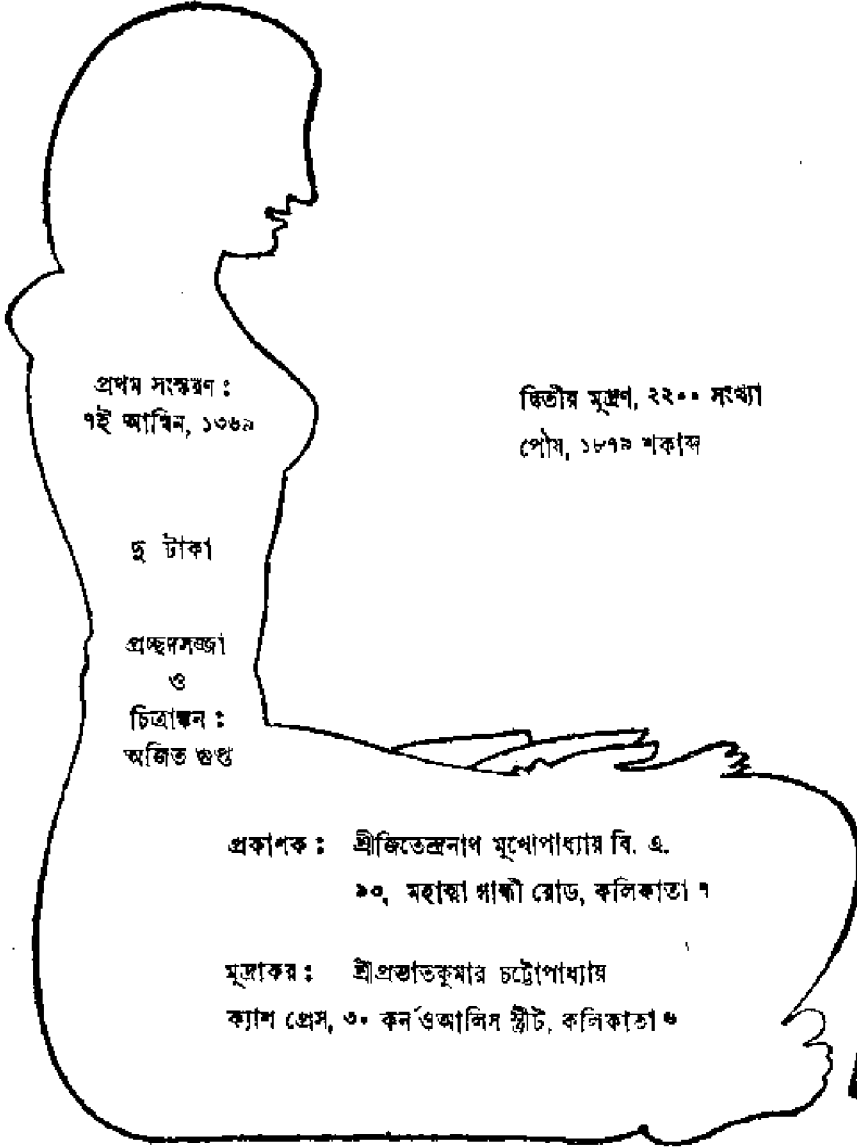 প্রথম সংস্করণ :
৭ই আশ্বিন, ১৩৬৯
দ্বিতীয় মুদ্রণ, ২২০০ সংখ্যা
পৌষ, ১৮৭৯ শকাব্দ
দু টাকা
প্রচ্ছদসজ্জা
ও
চিত্রাঙ্কন :
অজিত গুপ্ত
প্রকাশক : শ্রীজিতেন্দ্রনাথ মুখোপাধ্যায় বি. এ.
৯০, মহাত্মা গান্ধী রোড, কলিকাতা ৭
মুদ্রাকর : শ্রীপ্রভাতকুমার চট্টোপাধ্যায়
ক্যাশ প্রেস, ৩০ কর্নওআলিস স্ট্রীট, কলিকাতা ৬